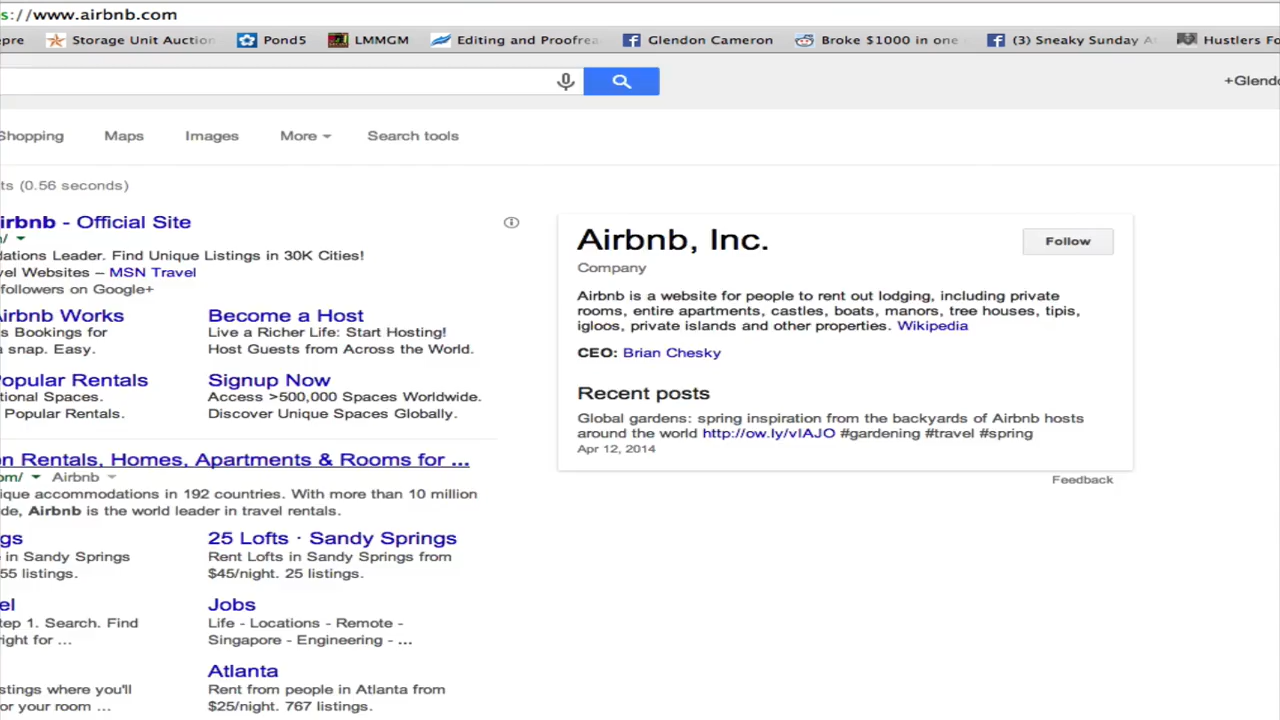 s://www.airbnb.com
epre Storage Unit Auction Pond5 LMMGM Editing and Proofrea Glendon Cameron Broke $1000 in one (3) Sneaky Sunday A Hustlers Fo
+Glendo
Shopping Maps Images More Search tools
ts (0.56 seconds)
irbnb - Official Site
/
dations Leader. Find Unique Listings in 30K Cities!
vel Websites – MSN Travel
followers on Google+
Airbnb Works
s Bookings for
a snap. Easy.
Become a Host
Live a Richer Life: Start Hosting!
Host Guests from Across the World.
Popular Rentals
tional Spaces.
Popular Rentals.
Signup Now
Access >500,000 Spaces Worldwide.
Discover Unique Spaces Globally.
on Rentals, Homes, Apartments & Rooms for ...
om/ Airbnb
ique accommodations in 192 countries. With more than 10 million
de, Airbnb is the world leader in travel rentals.
gs
in Sandy Springs
55 listings.
25 Lofts · Sandy Springs
Rent Lofts in Sandy Springs from
$45/night. 25 listings.
el
tep 1. Search. Find
right for ...
Jobs
Life - Locations - Remote -
Singapore - Engineering - ...
stings where you'll
or your room ...
Atlanta
Rent from people in Atlanta from
$25/night. 767 listings.
Airbnb, Inc.
Follow
Company
Airbnb is a website for people to rent out lodging, including private
rooms, entire apartments, castles, boats, manors, tree houses, tipis,
igloos, private islands and other properties. Wikipedia
CEO: Brian Chesky
Recent posts
Global gardens: spring inspiration from the backyards of Airbnb hosts
around the world http://ow.ly/vIAJO #gardening #travel #spring
Apr 12, 2014
Feedback